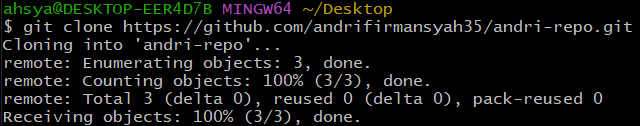 ahsya@DESKTOP-EER4D7B MINGW64 ~/Desktop
$ git clone https://github.com/andrifirmansyah35/andri-repo.git
Cloning into 'andri-repo'...
remote: Enumerating objects: 3, done.
remote: Counting objects: 100% (3/3), done.
remote: Total 3 (delta 0), reused 0 (delta 0), pack-reused 0
Receiving objects: 100% (3/3), done.